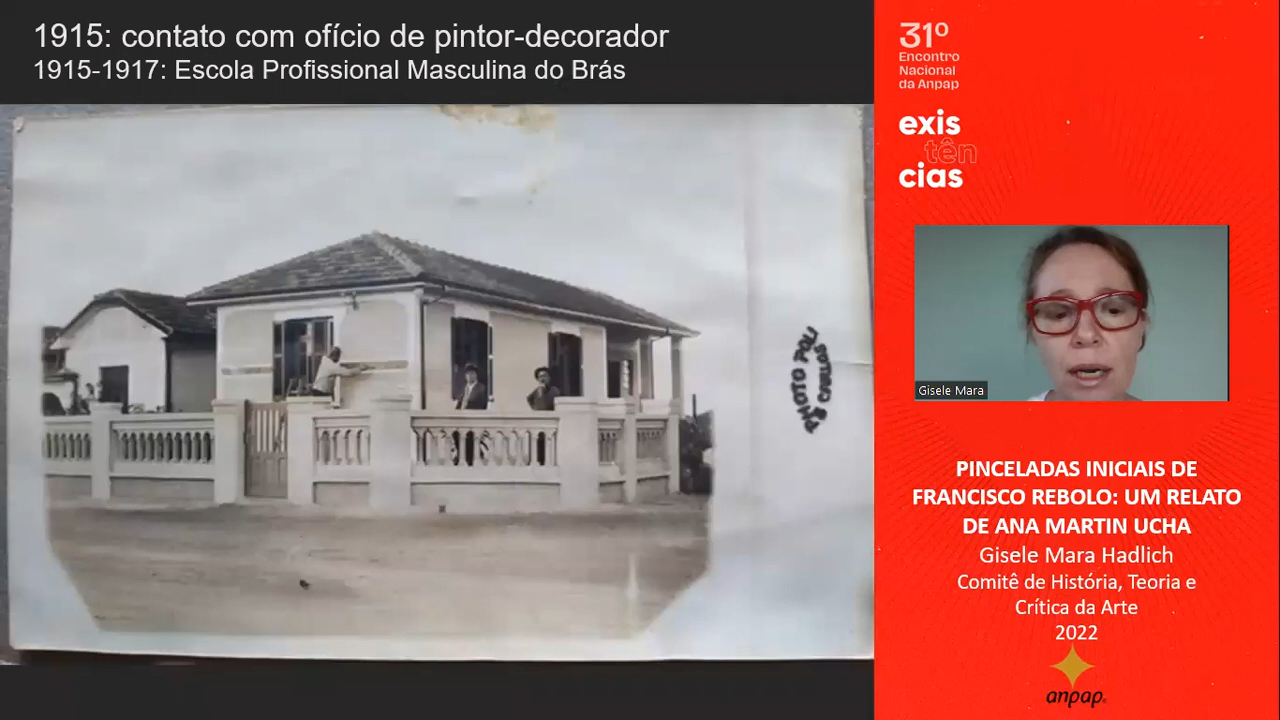 1915: contato com ofício de pintor-decorador
1915-1917: Escola Profissional Masculina do Brás
PHOTO POLI
S CARLOS
31º
Encontro
Nacional
da Anpap
exis
tên
cias
Gisele Mara
PINCELADAS INICIAIS DE
FRANCISCO REBOLO: UM RELATO
DE ANA MARTIN UCHA
Gisele Mara Hadlich
Comitê de História, Teoria e
Crítica da Arte
2022
anpap